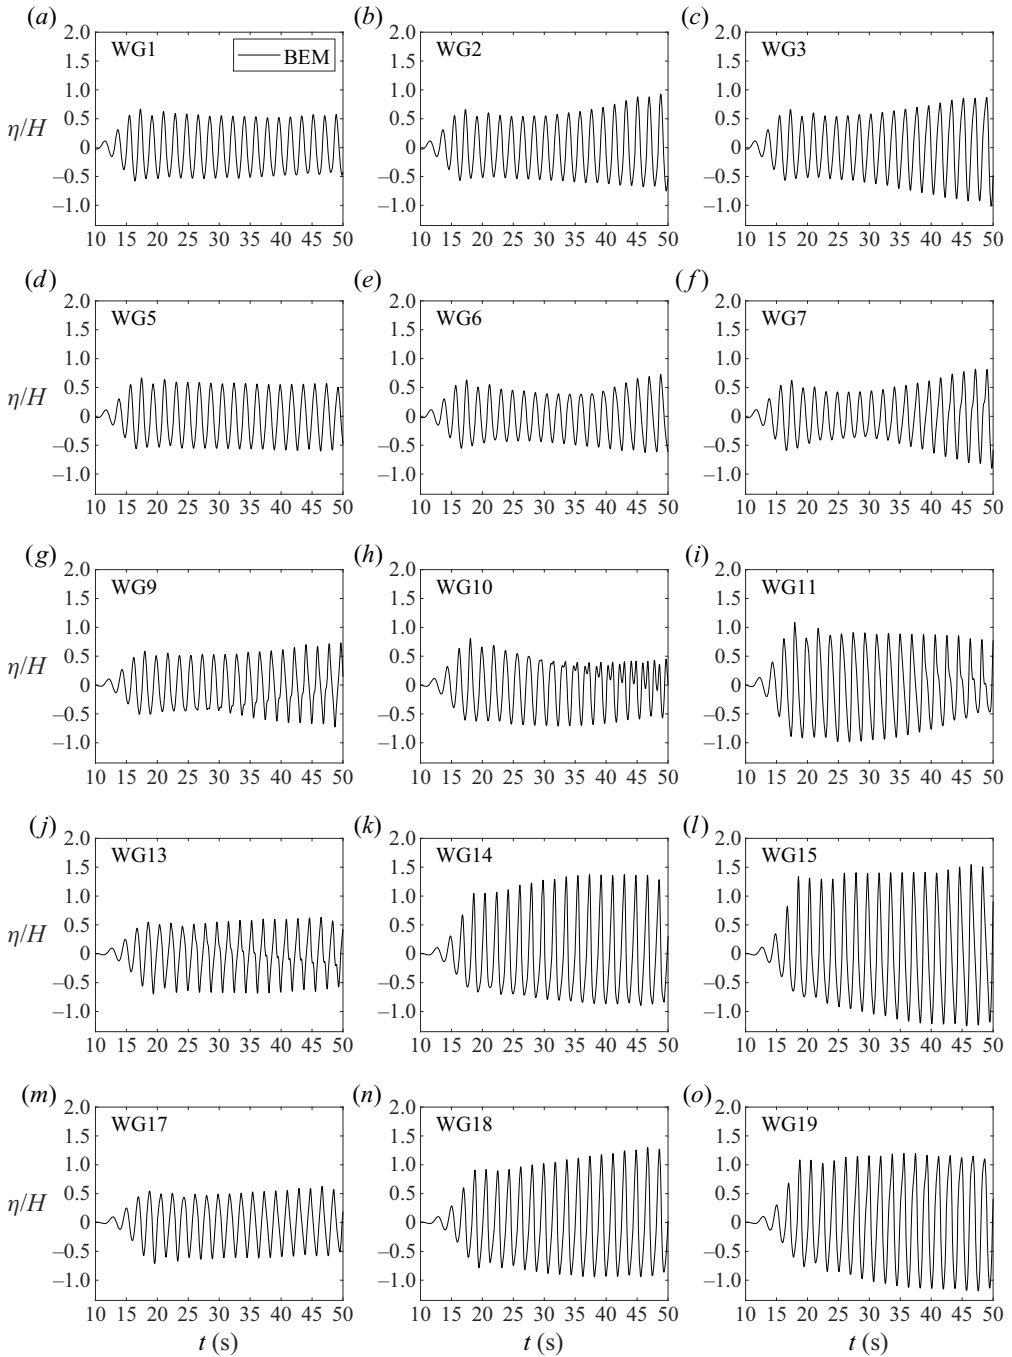 (a) (b) (c)
2.0 2.0 2.0
WG1 BEM WG2 WG3
1.5 1.5 1.5
1.0 1.0 1.0
η/H 0.5 0.5 0.5
0 0 0
–0.5 –0.5 –0.5
–1.0 –1.0 –1.0
10 15 20 25 30 35 40 45 50 10 15 20 25 30 35 40 45 50 10 15 20 25 30 35 40 45 50
(d) (e) (f)
2.0 2.0 2.0
WG5 WG6 WG7
1.5 1.5 1.5
1.0 1.0 1.0
η/H 0.5 0.5 0.5
0 0 0
–0.5 –0.5 –0.5
–1.0 –1.0 –1.0
10 15 20 25 30 35 40 45 50 10 15 20 25 30 35 40 45 50 10 15 20 25 30 35 40 45 50
(g) (h) (i)
2.0 2.0 2.0
WG9 WG10 WG11
1.5 1.5 1.5
1.0 1.0 1.0
η/H 0.5 0.5 0.5
0 0 0
–0.5 –0.5 –0.5
–1.0 –1.0 –1.0
10 15 20 25 30 35 40 45 50 10 15 20 25 30 35 40 45 50 10 15 20 25 30 35 40 45 50
(j) (k) (l)
2.0 2.0 2.0
WG13 WG14 WG15
1.5 1.5 1.5
1.0 1.0 1.0
η/H 0.5 0.5 0.5
0 0 0
–0.5 –0.5 –0.5
–1.0 –1.0 –1.0
10 15 20 25 30 35 40 45 50 10 15 20 25 30 35 40 45 50 10 15 20 25 30 35 40 45 50
(m) (n) (o)
2.0 2.0 2.0
WG17 WG18 WG19
1.5 1.5 1.5
1.0 1.0 1.0
η/H 0.5 0.5 0.5
0 0 0
–0.5 –0.5 –0.5
–1.0 –1.0 –1.0
10 15 20 25 30 35 40 45 50 10 15 20 25 30 35 40 45 50 10 15 20 25 30 35 40 45 50
t (s) t (s) t (s)